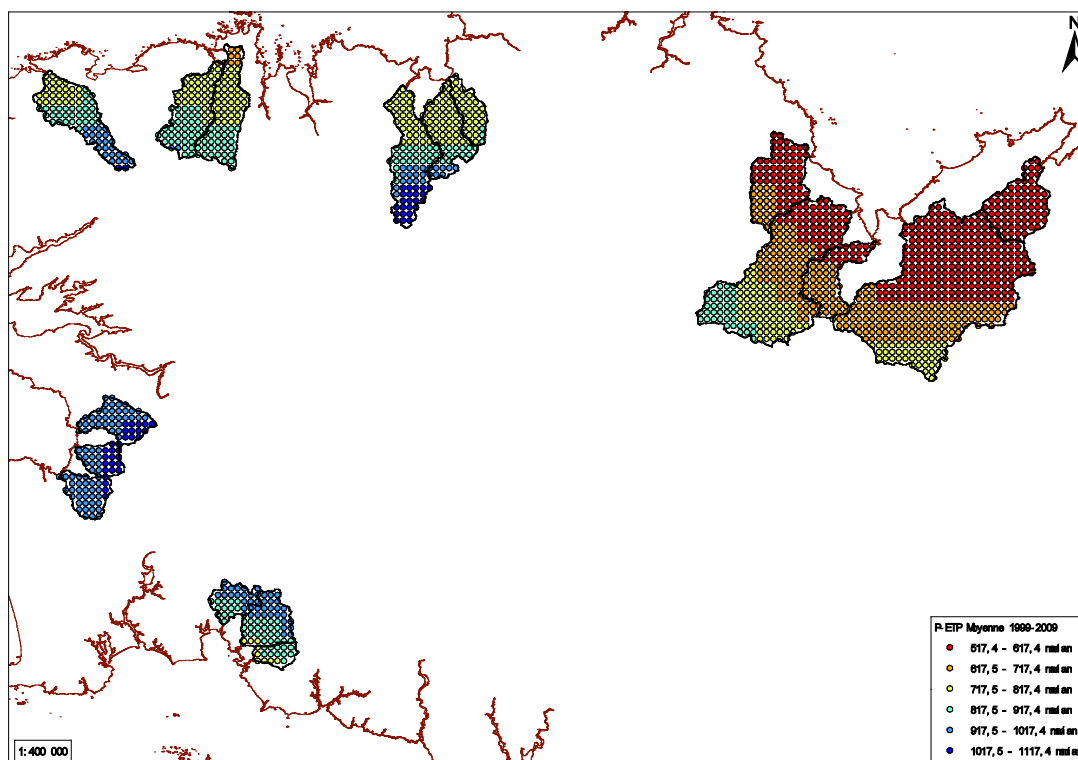 N
P-ETP Moyenne 1999-2009
517,4 - 617,4 mm/an
617,5 - 717,4 mm/an
717,5 - 817,4 mm/an
817,5 - 917,4 mm/an
917,5 - 1017,4 mm/an
1017,5 - 1117,4 mm/an
1:400 000